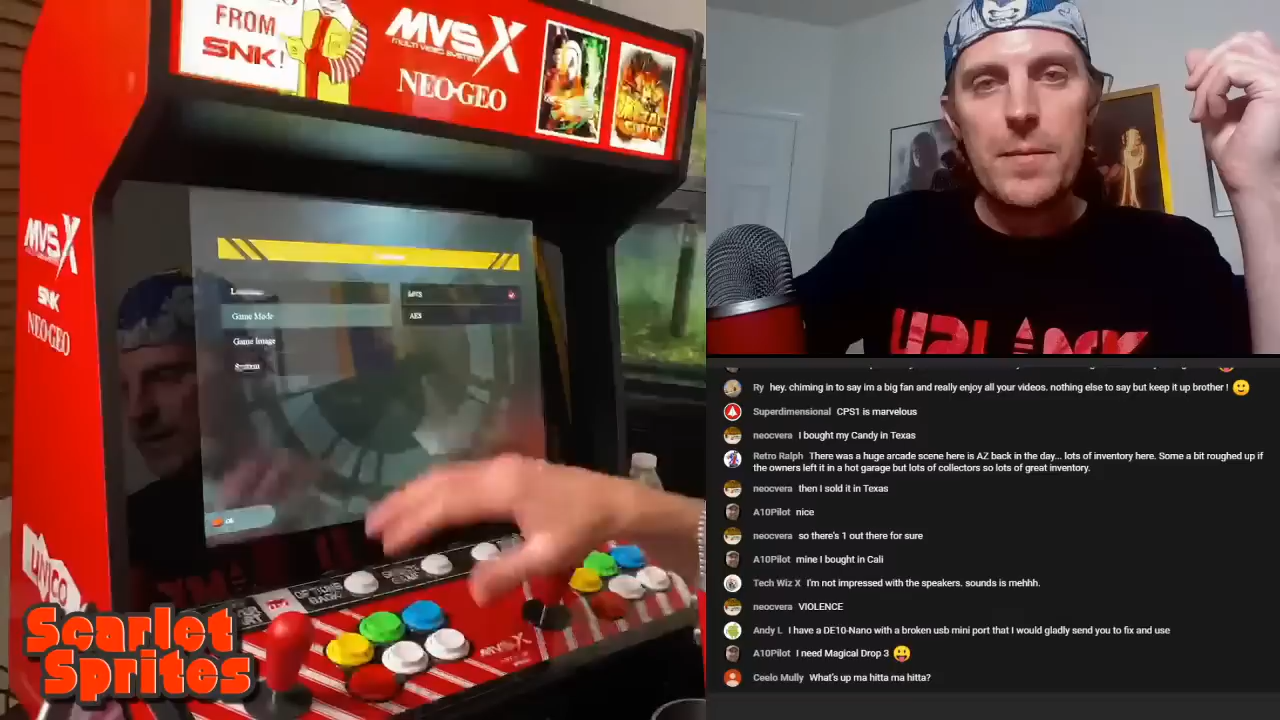 FROM
SNK!
MVSX
MULTI VIDEO SYSTEM
NEO·GEO
METAL SLUG
MVSX
SNK
NEO·GEO
MVS
Game Mode
AES
Game Image
System
UNICO
MVSX
Scarlet
Sprites
Ry hey. chiming in to say im a big fan and really enjoy all your videos. nothing else to say but keep it up brother !
Superdimensional CPS1 is marvelous
neocvera I bought my Candy in Texas
Retro Ralph There was a huge arcade scene here is AZ back in the day... lots of inventory here. Some a bit roughed up if
the owners left it in a hot garage but lots of collectors so lots of great inventory.
neocvera then I sold it in Texas
A10Pilot nice
neocvera so there's 1 out there for sure
A10Pilot mine I bought in Cali
Tech Wiz X I'm not impressed with the speakers. sounds is mehhh.
neocvera VIOLENCE
Andy L I have a DE10-Nano with a broken usb mini port that I would gladly send you to fix and use
A10Pilot I need Magical Drop 3
Ceelo Mully What's up ma hitta ma hitta?